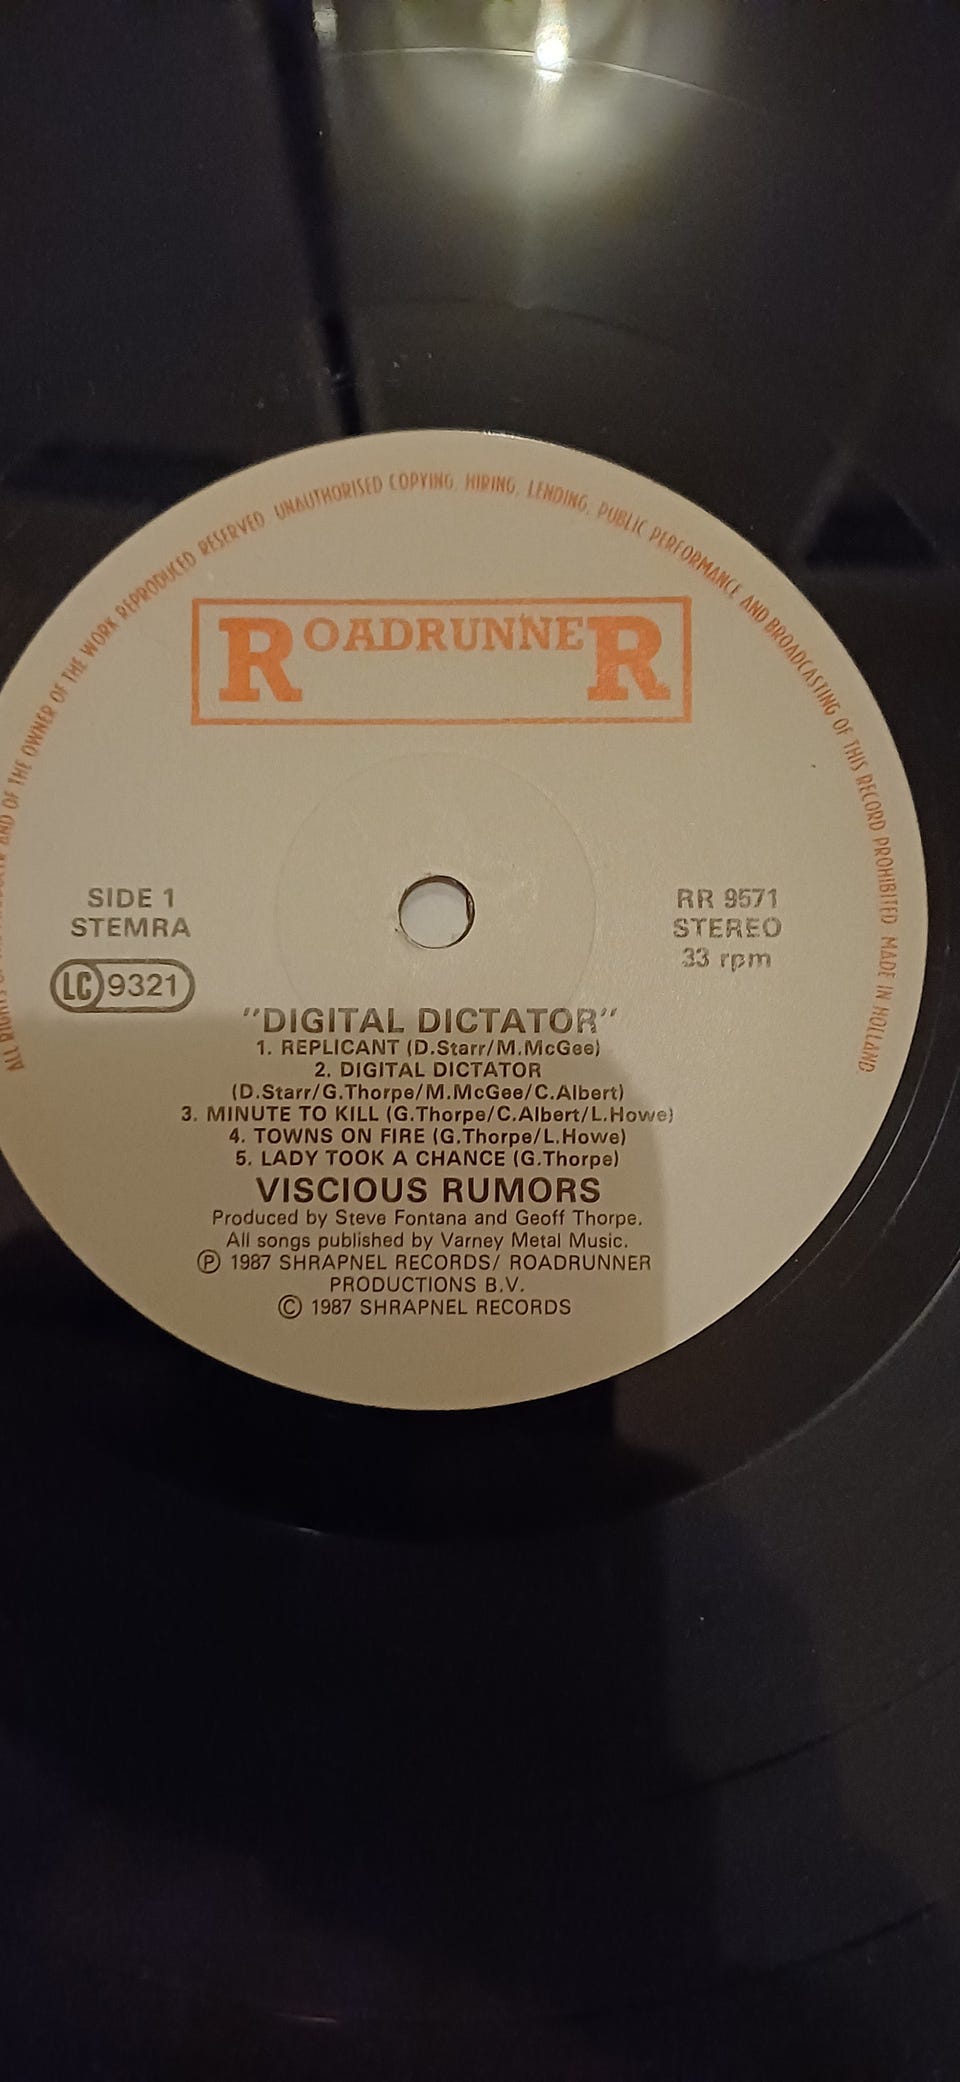 ALL RIGHTS OF THE PRODUCER AND OF THE OWNER OF THE WORK REPRODUCED RESERVED. UNAUTHORISED COPYING, HIRING, LENDING, PUBLIC PERFORMANCE AND BROADCASTING OF THIS RECORD PROHIBITED. MADE IN HOLLAND.
ROADRUNNER
SIDE 1
STEMRA
LC 9321
RR 9571
STEREO
33 rpm
"DIGITAL DICTATOR"
1. REPLICANT (D.Starr/M.McGee)
2. DIGITAL DICTATOR
(D.Starr/G.Thorpe/M.McGee/C.Albert)
3. MINUTE TO KILL (G.Thorpe/C.Albert/L.Howe)
4. TOWNS ON FIRE (G.Thorpe/L.Howe)
5. LADY TOOK A CHANCE (G.Thorpe)
VISCIOUS RUMORS
Produced by Steve Fontana and Geoff Thorpe.
All songs published by Varney Metal Music.
Ⓟ 1987 SHRAPNEL RECORDS/ ROADRUNNER
PRODUCTIONS B.V.
© 1987 SHRAPNEL RECORDS